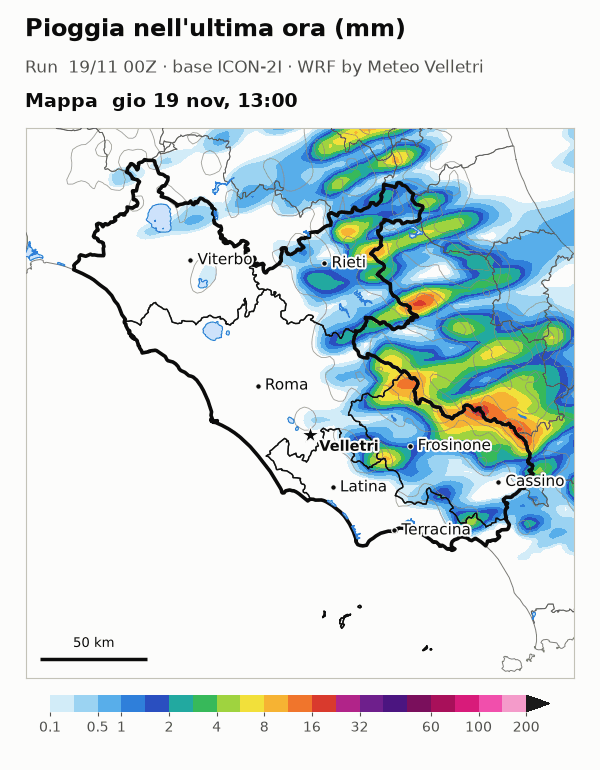 Pioggia nell'ultima ora (mm)
Run  19/11 00Z · base ICON-2I · WRF by Meteo Velletri
Mappa  gio 19 nov, 13:00
Viterbo
Rieti
Roma
Velletri
Frosinone
Cassino
Latina
Terracina
50 km
0.1 0.5 1 2 4 8 16 32 60 100 200